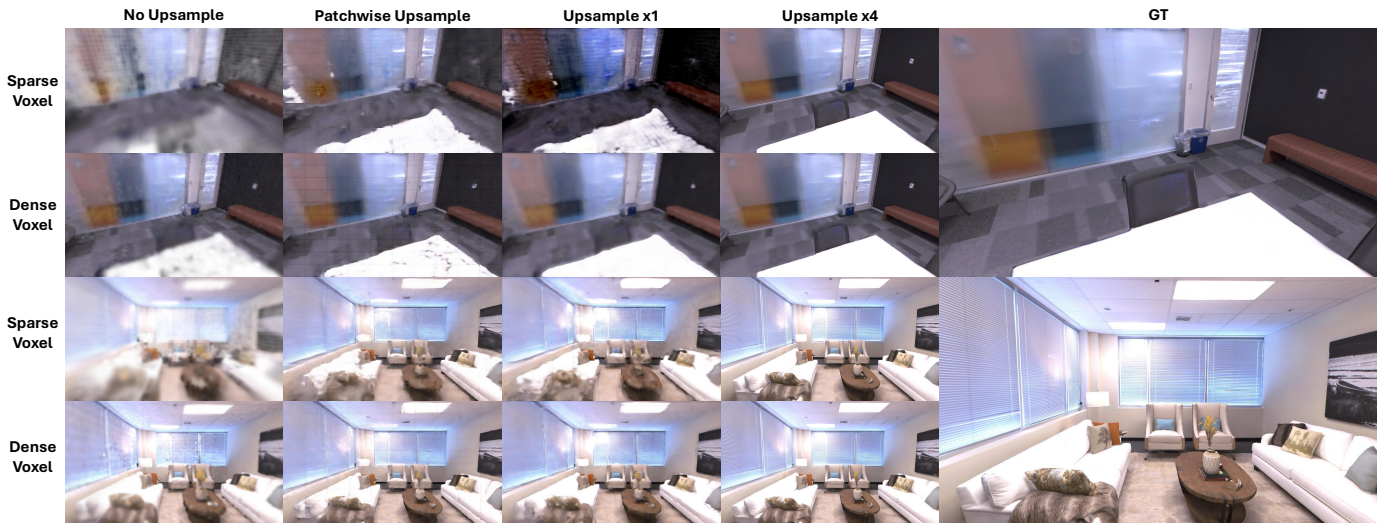 No Upsample Patchwise Upsample Upsample x1 Upsample x4 GT
Sparse
Voxel
Dense
Voxel
Sparse
Voxel
Dense
Voxel